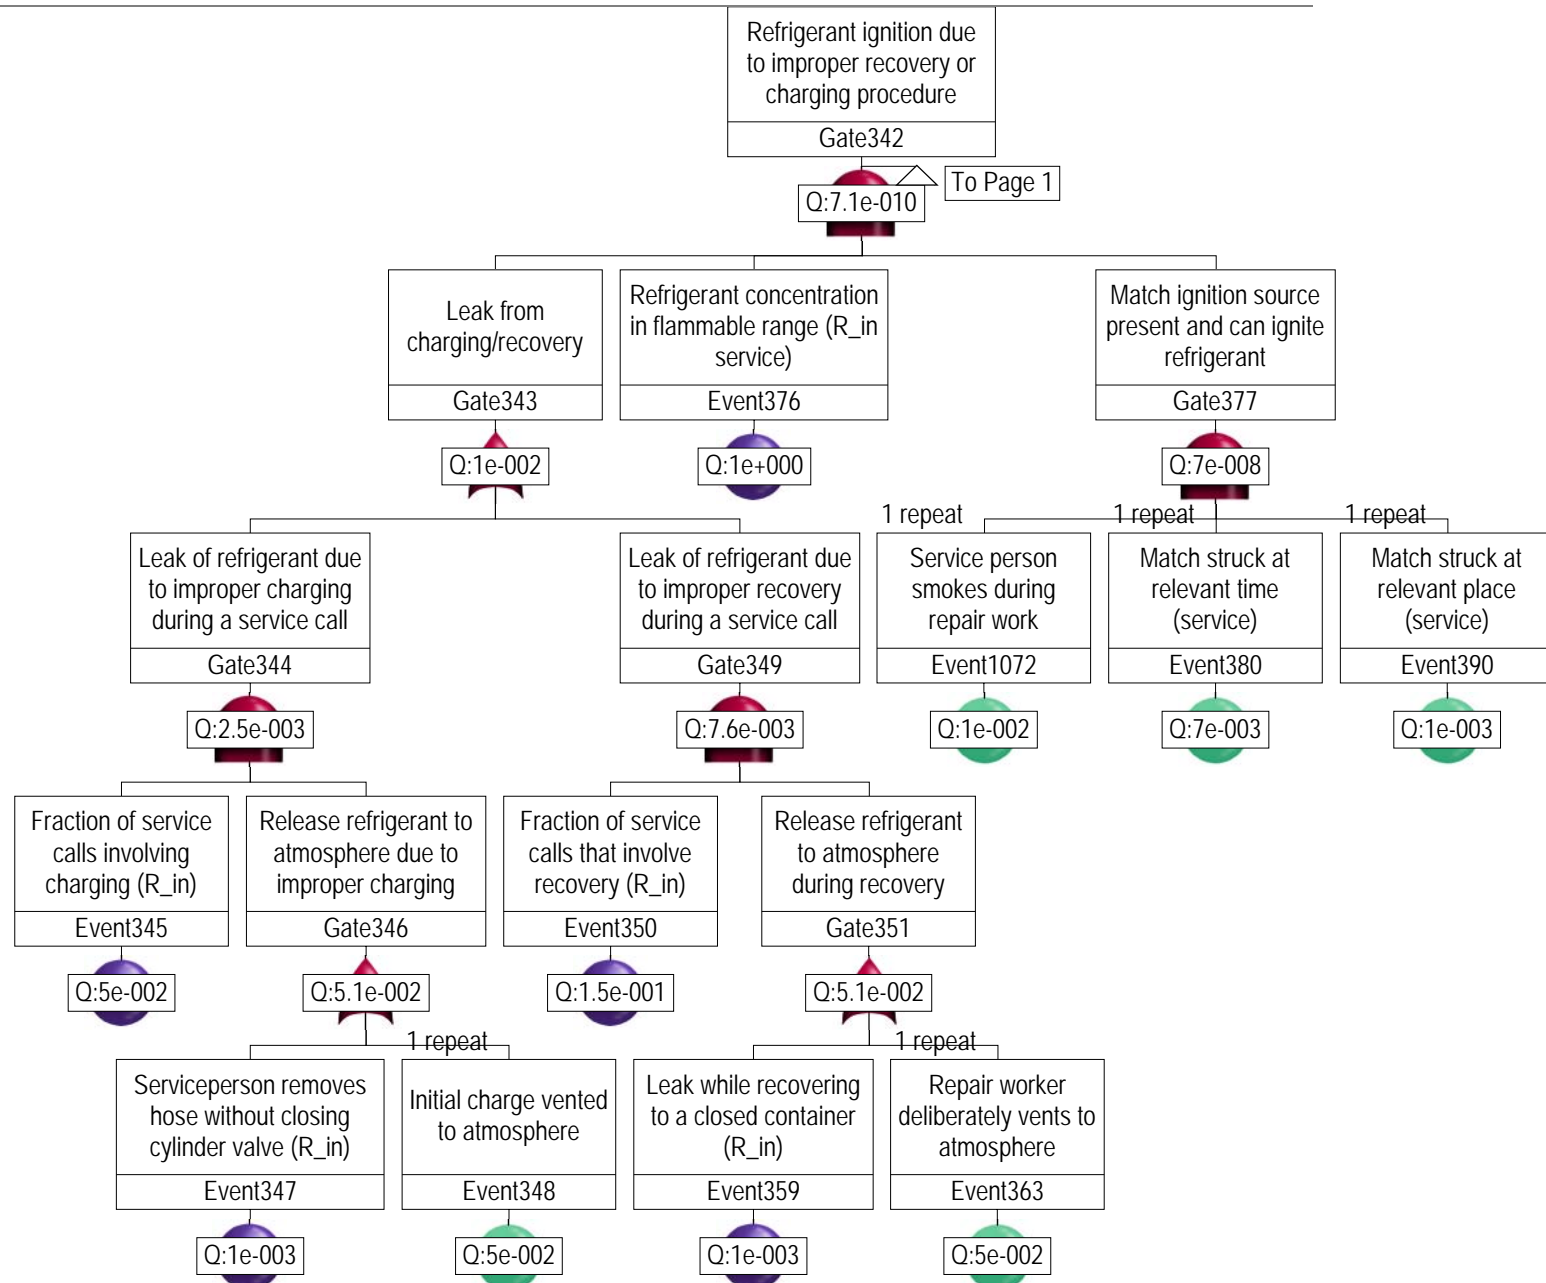 Refrigerant ignition due
to improper recovery or
charging procedure
Gate342
To Page 1
Q:7.1e-010
Leak from
charging/recovery
Gate343
Q:1e-002
Refrigerant concentration
in flammable range (R_in
service)
Event376
Q:1e+000
Match ignition source
present and can ignite
refrigerant
Gate377
Q:7e-008
Leak of refrigerant due
to improper charging
during a service call
Gate344
Q:2.5e-003
Leak of refrigerant due
to improper recovery
during a service call
Gate349
Q:7.6e-003
1 repeat
Service person
smokes during
repair work
Event1072
Q:1e-002
1 repeat
Match struck at
relevant time
(service)
Event380
Q:7e-003
1 repeat
Match struck at
relevant place
(service)
Event390
Q:1e-003
Fraction of service
calls involving
charging (R_in)
Event345
Q:5e-002
Release refrigerant to
atmosphere due to
improper charging
Gate346
Q:5.1e-002
Fraction of service
calls that involve
recovery (R_in)
Event350
Q:1.5e-001
Release refrigerant
to atmosphere
during recovery
Gate351
Q:5.1e-002
Serviceperson removes
hose without closing
cylinder valve (R_in)
Event347
Q:1e-003
1 repeat
Initial charge vented
to atmosphere
Event348
Q:5e-002
Leak while recovering
to a closed container
(R_in)
Event359
Q:1e-003
1 repeat
Repair worker
deliberately vents to
atmosphere
Event363
Q:5e-002